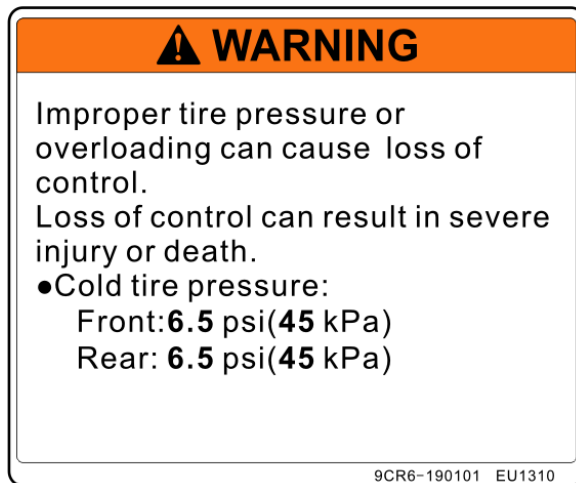 WARNING
Improper tire pressure or
overloading can cause loss of
control.
Loss of control can result in severe
injury or death.
●Cold tire pressure:
Front:6.5 psi(45 kPa)
Rear: 6.5 psi(45 kPa)
9CR6-190101 EU1310